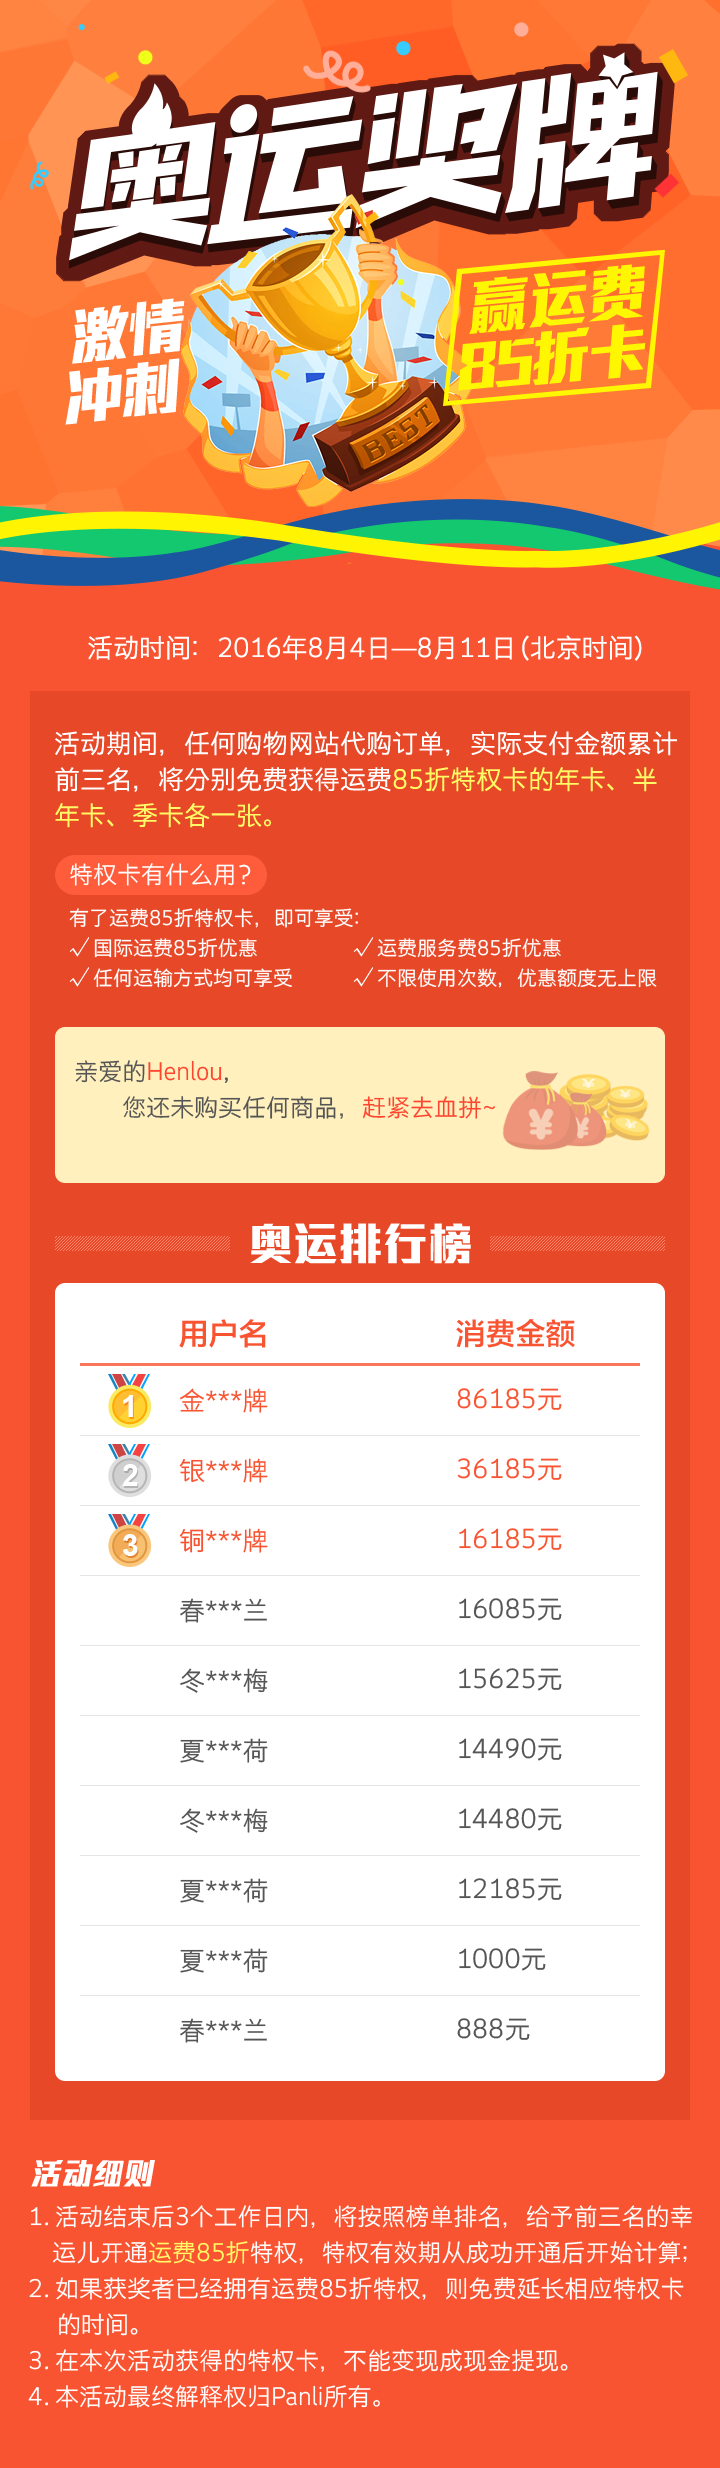 奥运奖牌
激情
冲刺
赢运费
85折卡
BEST
活动时间：2016年8月4日—8月11日(北京时间)
活动期间，任何购物网站代购订单，实际支付金额累计
前三名，将分别免费获得运费85折特权卡的年卡、半
年卡、季卡各一张。
特权卡有什么用？
有了运费85折特权卡，即可享受:
√国际运费85折优惠 √运费服务费85折优惠
√任何运输方式均可享受 √不限使用次数，优惠额度无上限
亲爱的Henlou，
您还未购买任何商品，赶紧去血拼~
¥ ¥ ¥ ¥ ¥
奥运排行榜
用户名 消费金额
1 金***牌 86185元
2 银***牌 36185元
3 铜***牌 16185元
春***兰 16085元
冬***梅 15625元
夏***荷 14490元
冬***梅 14480元
夏***荷 12185元
夏***荷 1000元
春***兰 888元
活动细则
1. 活动结束后3个工作日内，将按照榜单排名，给予前三名的幸
运儿开通运费85折特权，特权有效期从成功开通后开始计算；
2. 如果获奖者已经拥有运费85折特权，则免费延长相应特权卡
的时间。
3. 在本次活动获得的特权卡，不能变现成现金提现。
4. 本活动最终解释权归Panli所有。